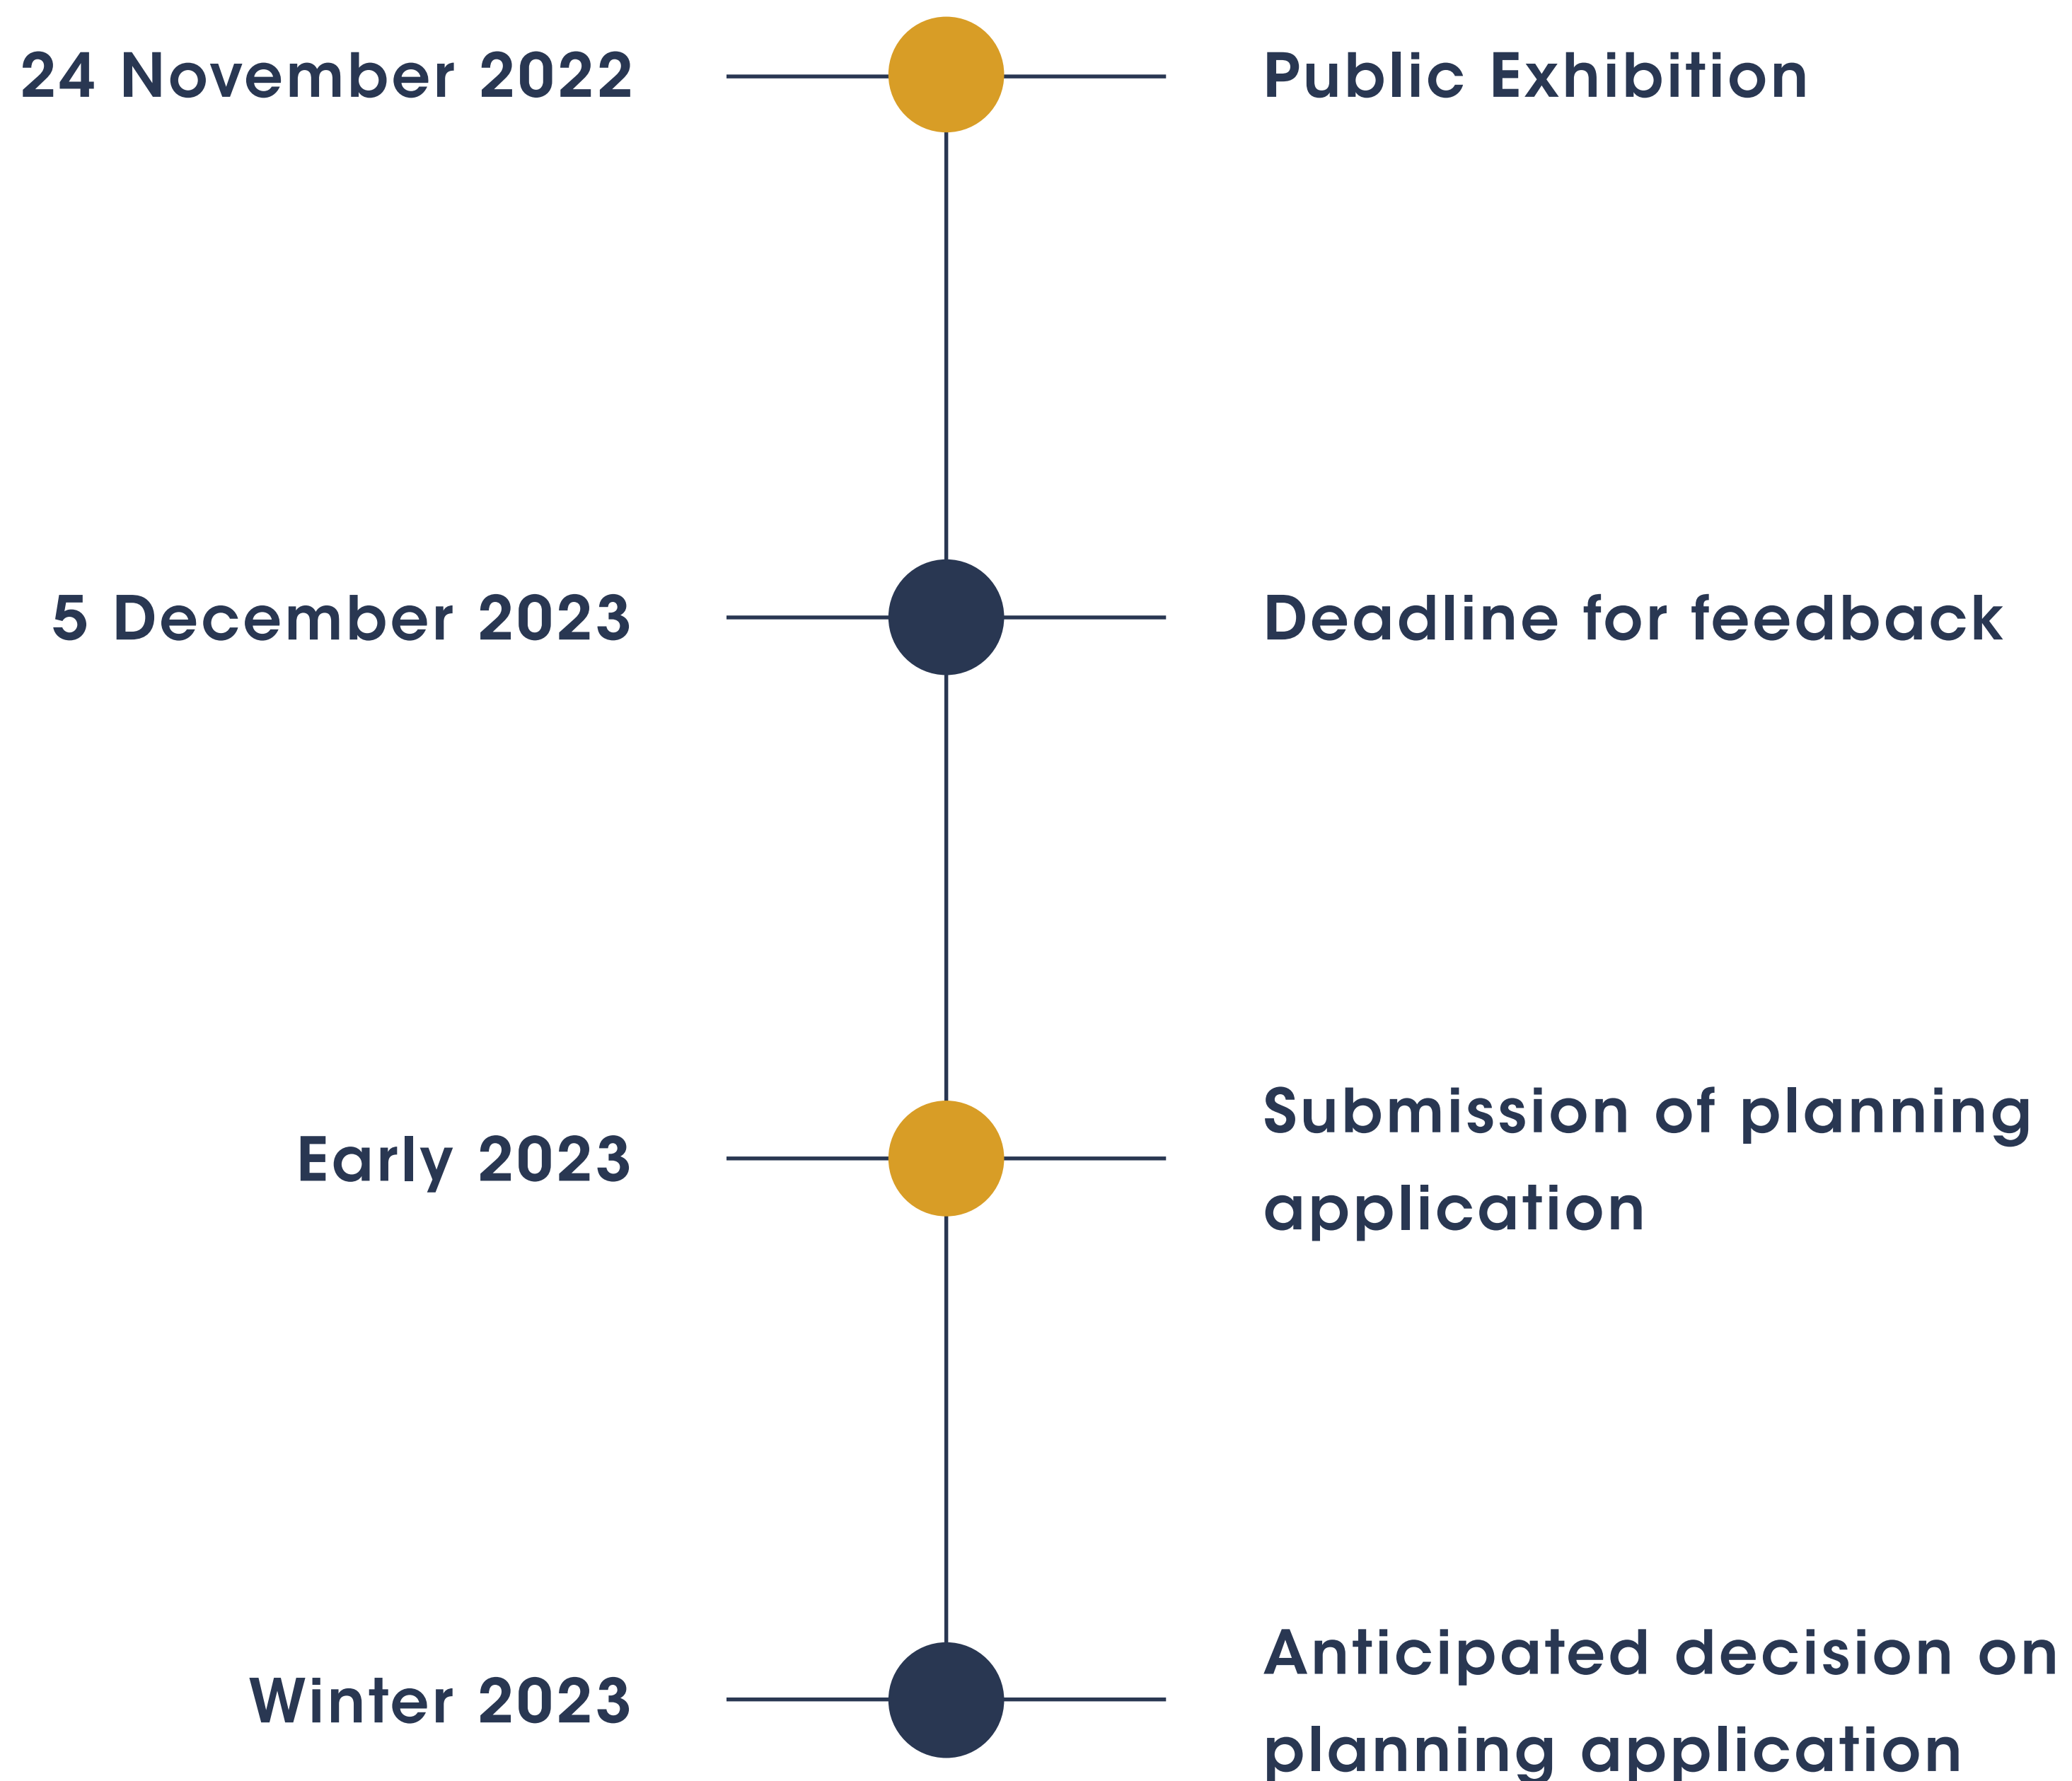 24 November 2022
Public Exhibition
5 December 2023
Deadline for feedback
Early 2023
Submission of planning
application
Winter 2023
Anticipated decision on
planning application